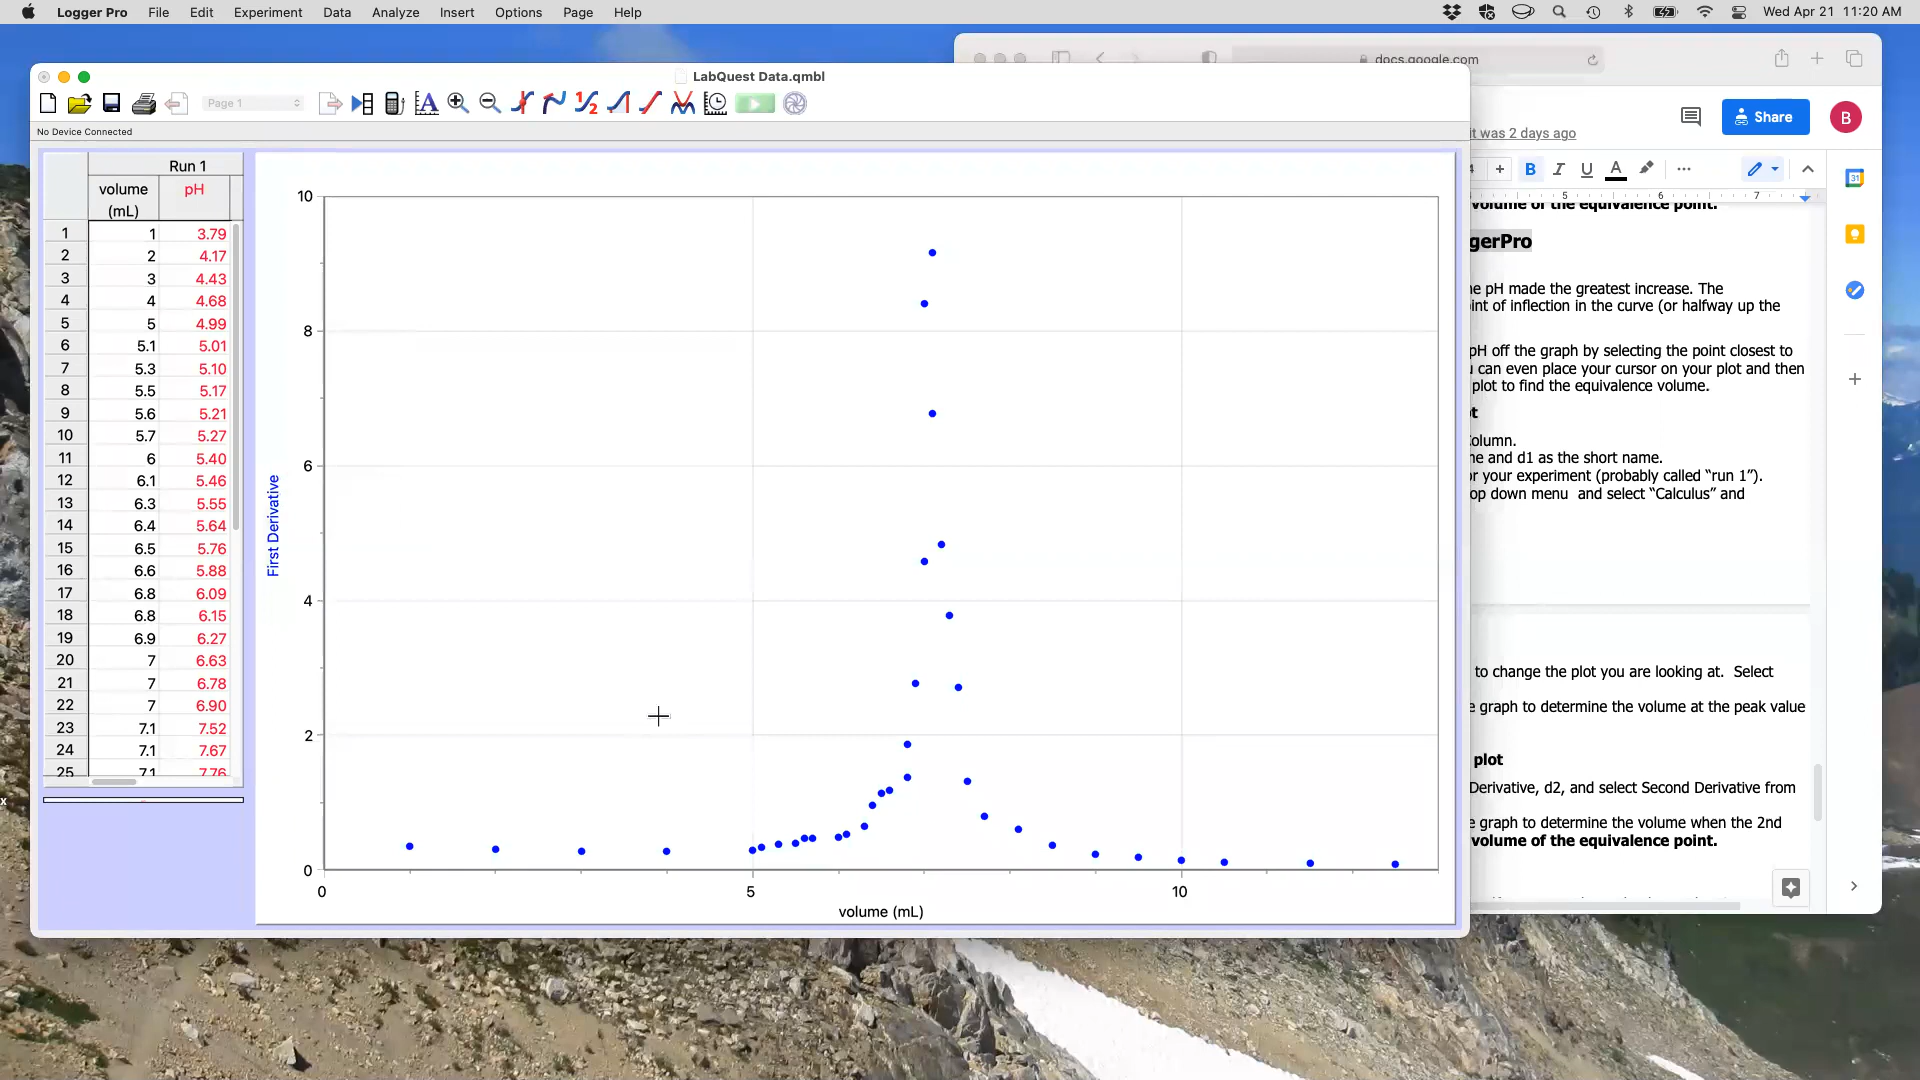 Logger Pro File Edit Experiment Data Analyze Insert Options Page Help
Wed Apr 21 11:20 AM
docs.google.com
LabQuest Data.qmbl
Page 1
No Device Connected
Run 1
volume
(mL)
pH
1 1 3.79
2 2 4.17
3 3 4.43
4 4 4.68
5 5 4.99
6 5.1 5.01
7 5.3 5.10
8 5.5 5.17
9 5.6 5.21
10 5.7 5.27
11 6 5.40
12 6.1 5.46
13 6.3 5.55
14 6.4 5.64
15 6.5 5.76
16 6.6 5.88
17 6.8 6.09
18 6.8 6.15
19 6.9 6.27
20 7 6.63
21 7 6.78
22 7 6.90
23 7.1 7.52
24 7.1 7.67
25 7.1 7.76
First Derivative
10
8
6
4
2
0
0 5 10
volume (mL)
Share
B
was 2 days ago
B I U A
5 6 7
volume of the equivalence point.
gerPro
pH made the greatest increase. The
of inflection in the curve (or halfway up the
pH off the graph by selecting the point closest to
can even place your cursor on your plot and then
plot to find the equivalence volume.
Column.
and d1 as the short name.
your experiment (probably called “run 1”).
down menu and select “Calculus” and
to change the plot you are looking at. Select
graph to determine the volume at the peak value
plot
Derivative, d2, and select Second Derivative from
graph to determine the volume when the 2nd
volume of the equivalence point.
31